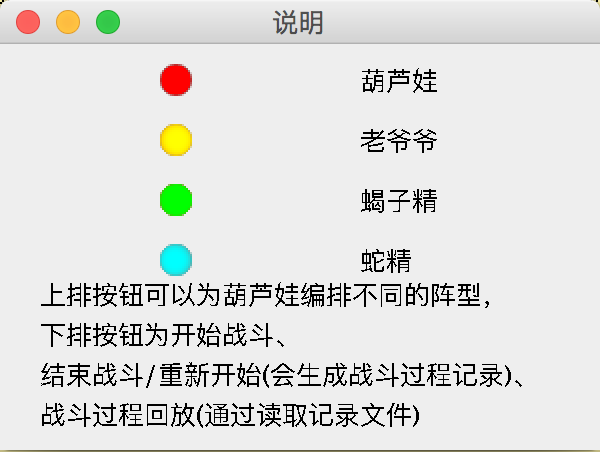 说明
葫芦娃
老爷爷
蝎子精
蛇精
上排按钮可以为葫芦娃编排不同的阵型，
下排按钮为开始战斗、
结束战斗/重新开始(会生成战斗过程记录)、
战斗过程回放(通过读取记录文件)